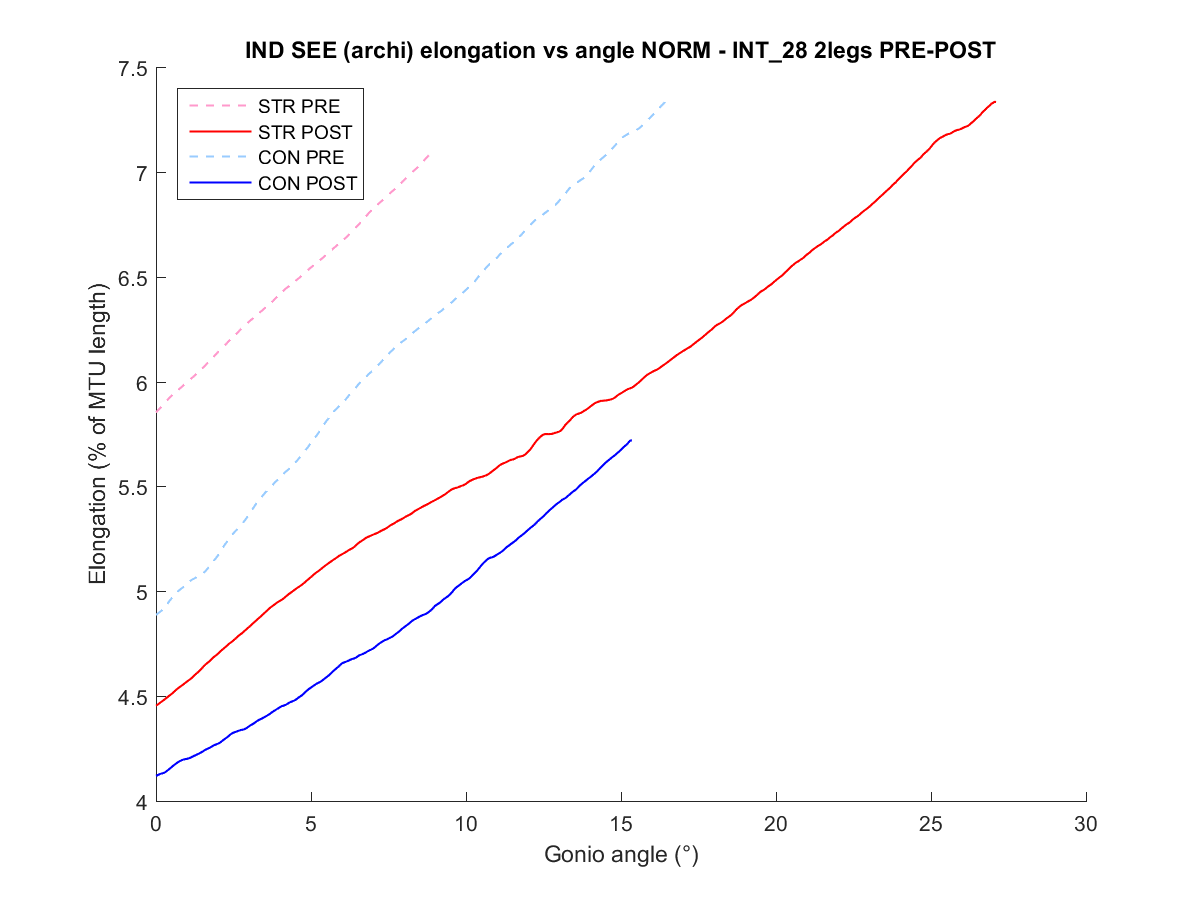 IND SEE (archi) elongation vs angle NORM - INT_28 2legs PRE-POST
7.5
7
6.5
6
5.5
5
4.5
4
Elongation (% of MTU length)
STR PRE
STR POST
CON PRE
CON POST
0 5 10 15 20 25 30
Gonio angle (°)